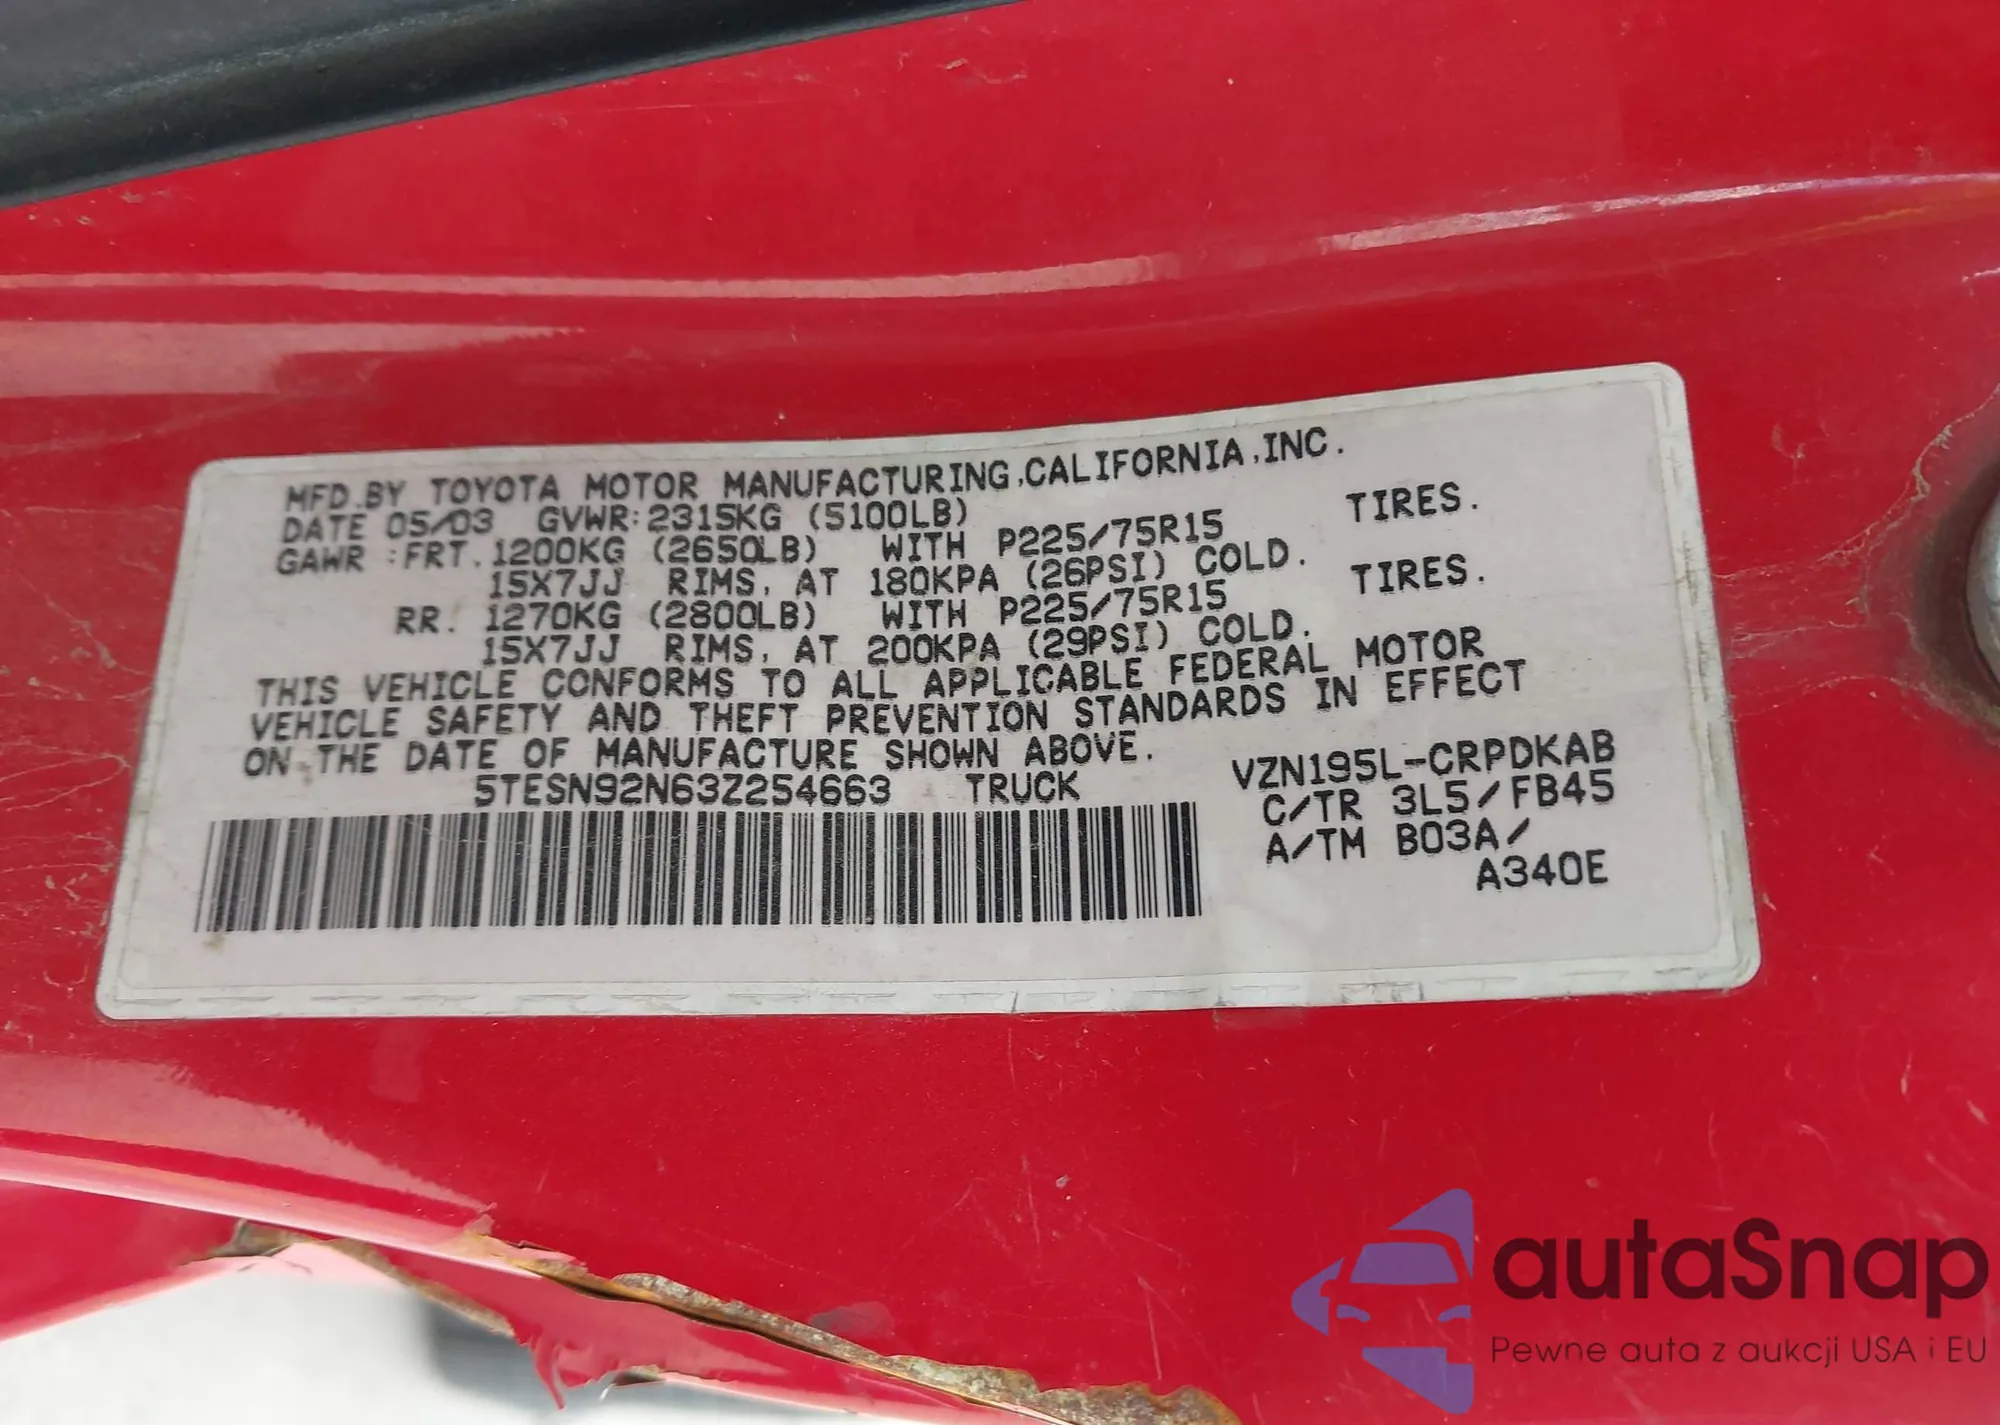 MFD.BY TOYOTA MOTOR MANUFACTURING,CALIFORNIA,INC.
DATE 05/03 GVWR:2315KG (5100LB)
GAWR :FRT. 1200KG (2650LB) WITH P225/75R15 TIRES.
15X7JJ RIMS, AT 180KPA (26PSI) COLD.
RR. 1270KG (2800LB) WITH P225/75R15 TIRES.
15X7JJ RIMS, AT 200KPA (29PSI) COLD.
THIS VEHICLE CONFORMS TO ALL APPLICABLE FEDERAL MOTOR
VEHICLE SAFETY AND THEFT PREVENTION STANDARDS IN EFFECT
ON THE DATE OF MANUFACTURE SHOWN ABOVE.
5TESN92N63Z254663 TRUCK
VZN195L-CRPDKAB
C/TR 3L5/FB45
A/TM B03A/
A340E
autaSnap
Pewne auta z aukcji USA i EU